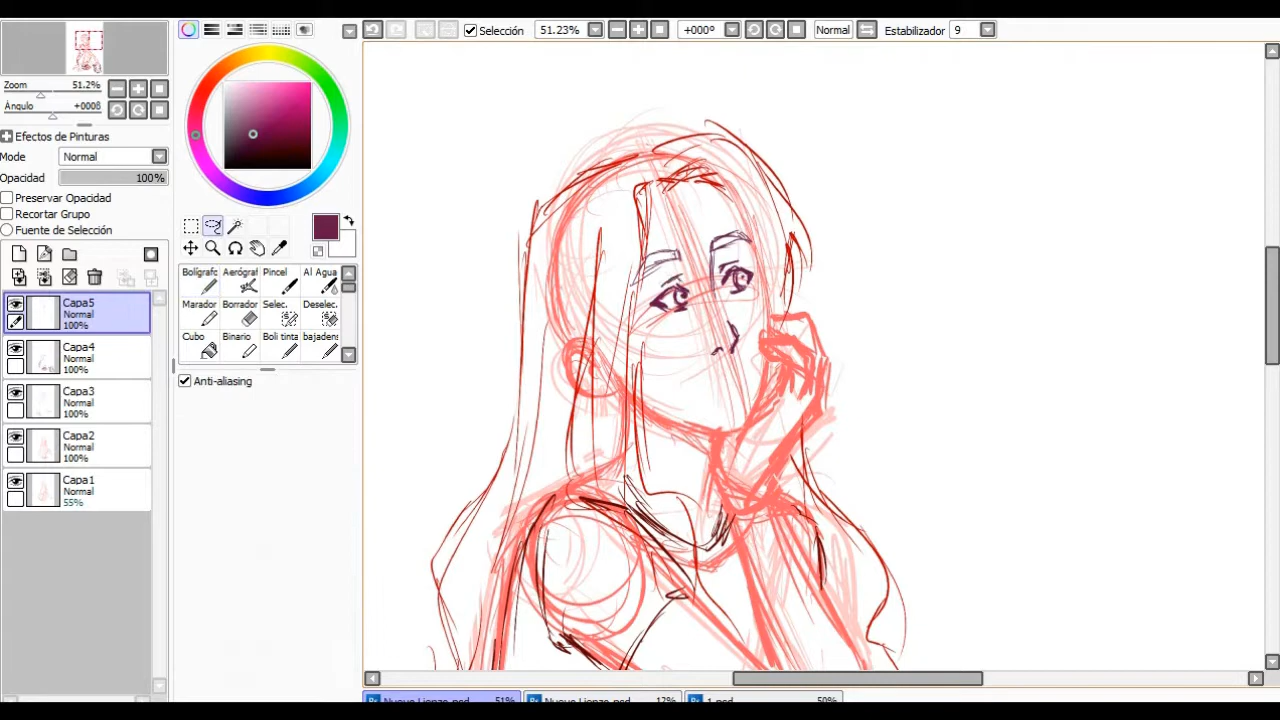 Selección
51.23%
+000º
Normal
Estabilizador
9
Zoom
51.2%
Ángulo
+000ß
Efectos de Pinturas
Mode
Normal
Opacidad
100%
Preservar Opacidad
Recortar Grupo
Fuente de Selección
Capa5
Normal
100%
Capa4
Normal
100%
Capa3
Normal
100%
Capa2
Normal
100%
Capa1
Normal
55%
Bolígrafo
Aerógrafo
Pincel
Al Agua
Marador
Borrador
Selec.
Deselec.
Cubo
Binario
Boli tinta
bajadens
Anti-aliasing
Nuevo Lienzo.psd
51%
Nuevo Lienzo.psd
12%
1.psd
50%